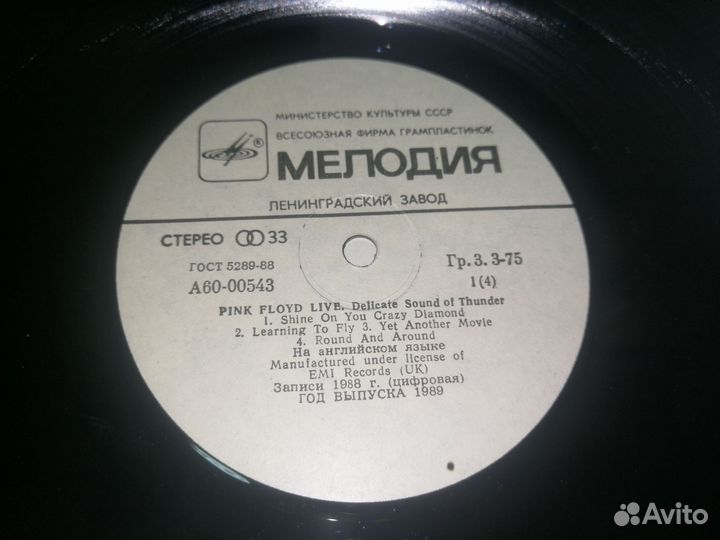 МИНИСТЕРСТВО КУЛЬТУРЫ СССР
ВСЕСОЮЗНАЯ ФИРМА ГРАМПЛАСТИНОК
®
МЕЛОДИЯ
ЛЕНИНГРАДСКИЙ ЗАВОД
СТЕРЕО 33
ГОСТ 5289-88
Гр. 3. 3-75
А60-00543
1(4)
PINK FLOYD LIVE. Delicate Sound of Thunder
1. Shine On You Crazy Diamond
2. Learning To Fly 3. Yet Another Movie
4. Round And Around
На английском языке
Manufactured under license of
EMI Records (UK)
Записи 1988 г. (цифровая)
ГОД ВЫПУСКА 1989
Avito